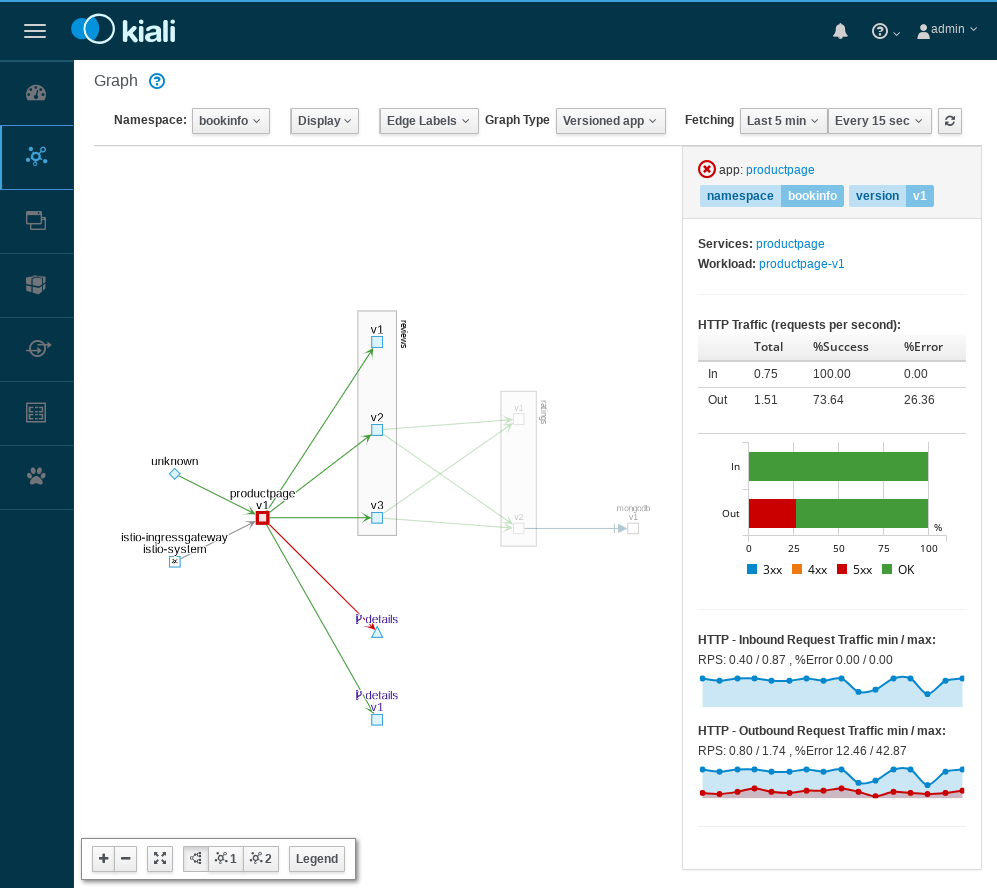 kiali
admin
Graph
Namespace: bookinfo Display Edge Labels Graph Type Versioned app Fetching Last 5 min Every 15 sec
app: productpage
namespace bookinfo version v1
Services: productpage
Workload: productpage-v1
HTTP Traffic (requests per second):
Total %Success %Error
In 0.75 100.00 0.00
Out 1.51 73.64 26.36
In
Out
%
0 25 50 75 100
3xx 4xx 5xx OK
HTTP - Inbound Request Traffic min / max:
RPS: 0.40 / 0.87 , %Error 0.00 / 0.00
HTTP - Outbound Request Traffic min / max:
RPS: 0.80 / 1.74 , %Error 12.46 / 42.87
v1
reviews
v2
v3
v1
ratings
v2
mongodb
v1
unknown
productpage
v1
istio-ingressgateway
istio-system
details
details
v1
1 2 Legend